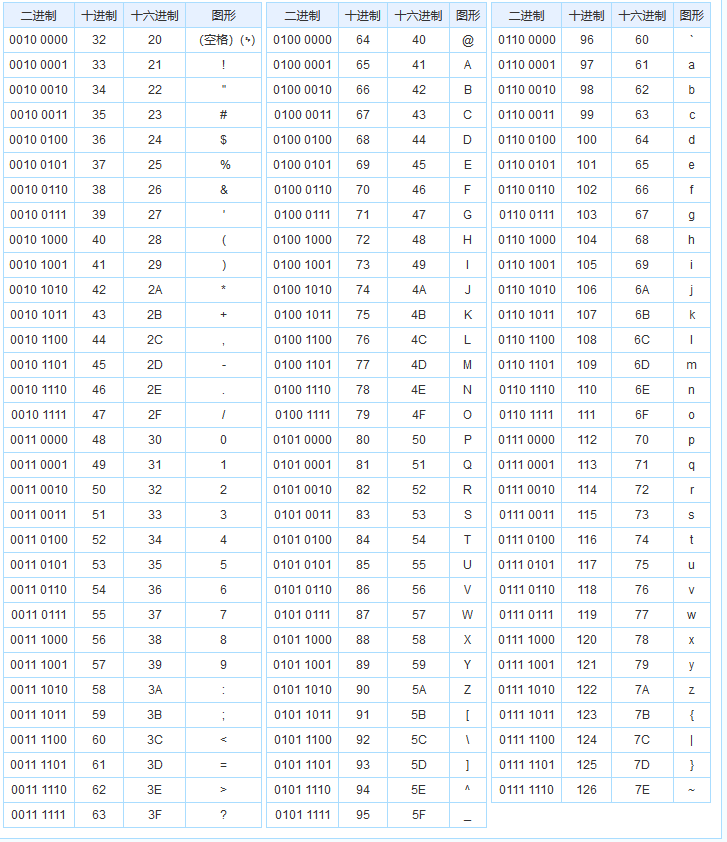 二进制 十进制 十六进制 图形 二进制 十进制 十六进制 图形 二进制 十进制 十六进制 图形
0010 0000 32 20 (空格) (␠) 0100 0000 64 40 @ 0110 0000 96 60 `
0010 0001 33 21 ! 0100 0001 65 41 A 0110 0001 97 61 a
0010 0010 34 22 " 0100 0010 66 42 B 0110 0010 98 62 b
0010 0011 35 23 # 0100 0011 67 43 C 0110 0011 99 63 c
0010 0100 36 24 $ 0100 0100 68 44 D 0110 0100 100 64 d
0010 0101 37 25 % 0100 0101 69 45 E 0110 0101 101 65 e
0010 0110 38 26 & 0100 0110 70 46 F 0110 0110 102 66 f
0010 0111 39 27 ' 0100 0111 71 47 G 0110 0111 103 67 g
0010 1000 40 28 ( 0100 1000 72 48 H 0110 1000 104 68 h
0010 1001 41 29 ) 0100 1001 73 49 I 0110 1001 105 69 i
0010 1010 42 2A * 0100 1010 74 4A J 0110 1010 106 6A j
0010 1011 43 2B + 0100 1011 75 4B K 0110 1011 107 6B k
0010 1100 44 2C , 0100 1100 76 4C L 0110 1100 108 6C l
0010 1101 45 2D - 0100 1101 77 4D M 0110 1101 109 6D m
0010 1110 46 2E . 0100 1110 78 4E N 0110 1110 110 6E n
0010 1111 47 2F / 0100 1111 79 4F O 0110 1111 111 6F o
0011 0000 48 30 0 0101 0000 80 50 P 0111 0000 112 70 p
0011 0001 49 31 1 0101 0001 81 51 Q 0111 0001 113 71 q
0011 0010 50 32 2 0101 0010 82 52 R 0111 0010 114 72 r
0011 0011 51 33 3 0101 0011 83 53 S 0111 0011 115 73 s
0011 0100 52 34 4 0101 0100 84 54 T 0111 0100 116 74 t
0011 0101 53 35 5 0101 0101 85 55 U 0111 0101 117 75 u
0011 0110 54 36 6 0101 0110 86 56 V 0111 0110 118 76 v
0011 0111 55 37 7 0101 0111 87 57 W 0111 0111 119 77 w
0011 1000 56 38 8 0101 1000 88 58 X 0111 1000 120 78 x
0011 1001 57 39 9 0101 1001 89 59 Y 0111 1001 121 79 y
0011 1010 58 3A : 0101 1010 90 5A Z 0111 1010 122 7A z
0011 1011 59 3B ; 0101 1011 91 5B [ 0111 1011 123 7B {
0011 1100 60 3C < 0101 1100 92 5C \ 0111 1100 124 7C |
0011 1101 61 3D = 0101 1101 93 5D ] 0111 1101 125 7D }
0011 1110 62 3E > 0101 1110 94 5E ^ 0111 1110 126 7E ~
0011 1111 63 3F ? 0101 1111 95 5F _